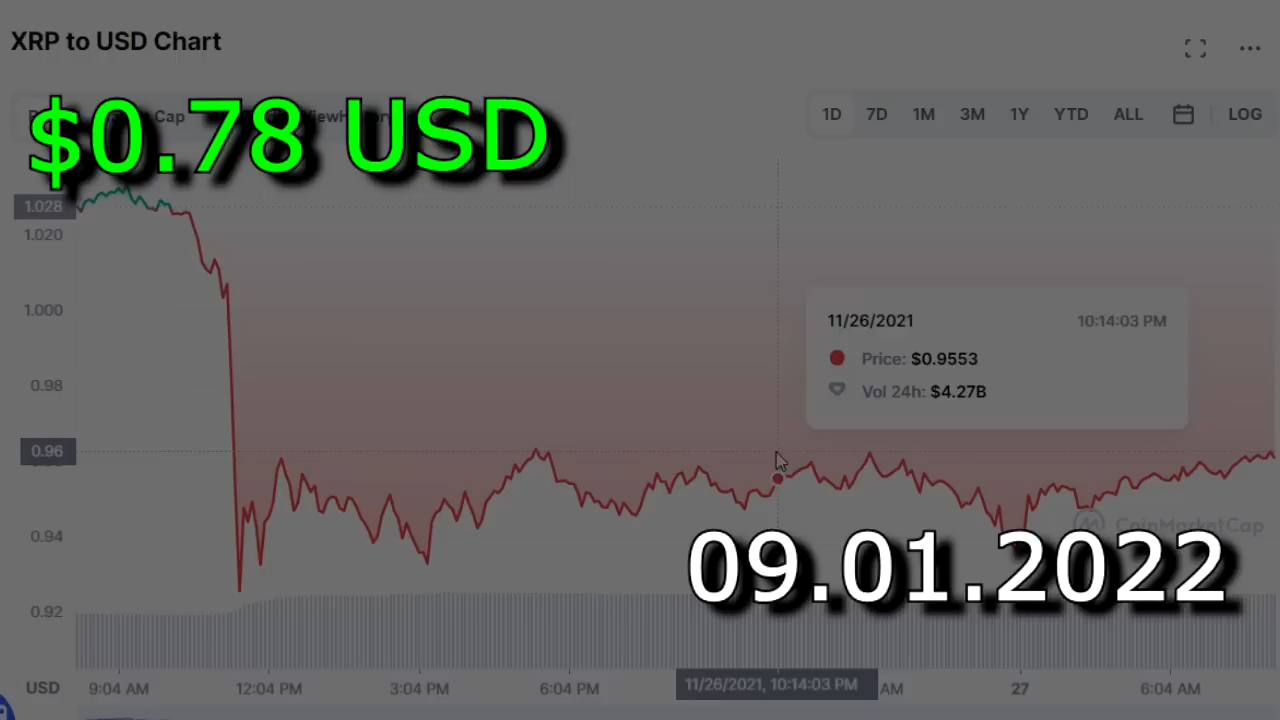 XRP to USD Chart
$0.78 USD
Cap
1D 7D 1M 3M 1Y YTD ALL LOG
1.028
1.020
1.000
0.98
0.96
0.94
0.92
11/26/2021 10:14:03 PM
Price: $0.9553
Vol 24h: $4.27B
CoinMarketCap
09.01.2022
USD 9:04 AM 12:04 PM 3:04 PM 6:04 PM 11/26/2021, 10:14:03 PM AM 27 6:04 AM